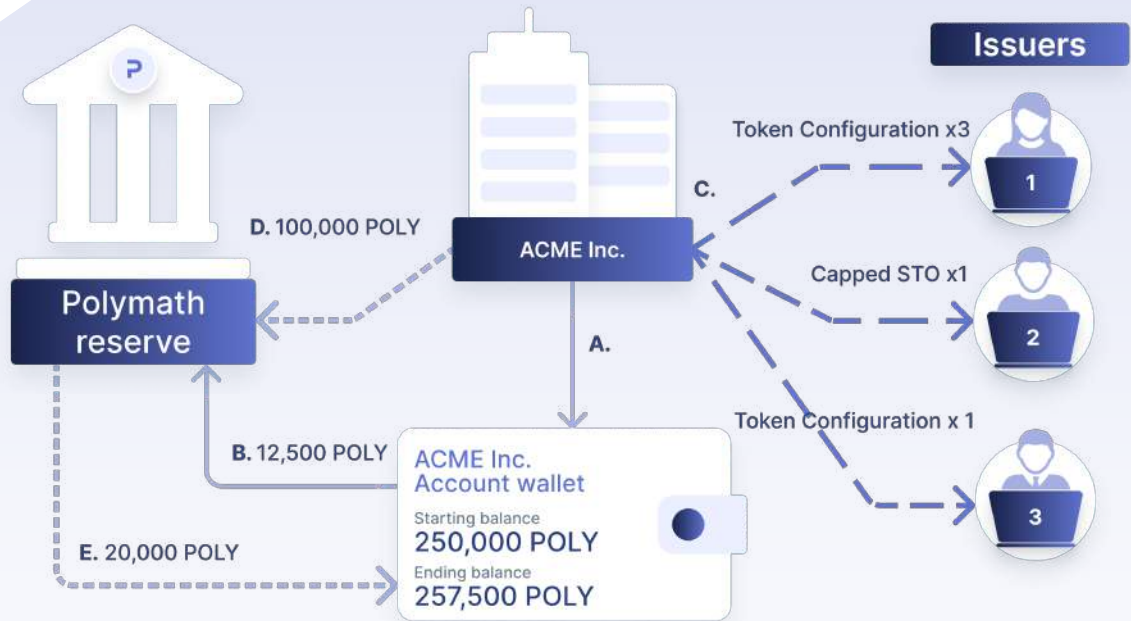 P
Issuers
Token Configuration x3
1
C.
D. 100,000 POLY
ACME Inc.
Capped STO x1
2
Polymath
reserve
A.
Token Configuration x 1
3
B. 12,500 POLY
ACME Inc.
Account wallet
Starting balance
250,000 POLY
Ending balance
257,500 POLY
E. 20,000 POLY